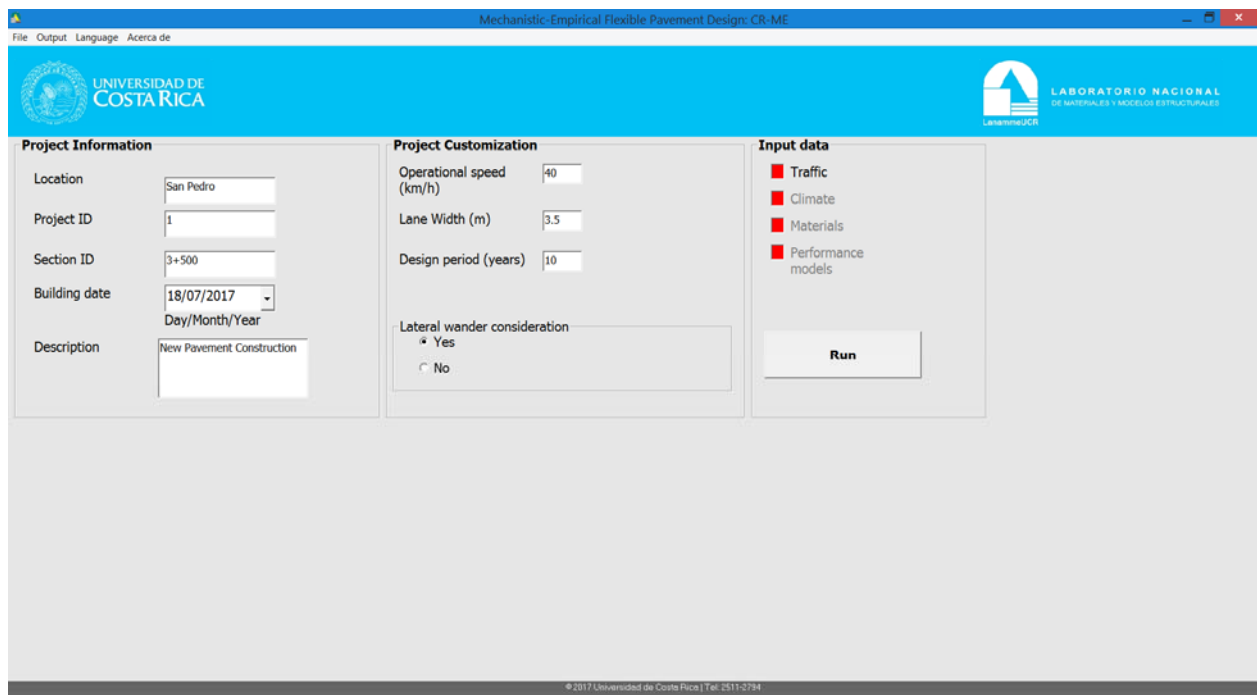 Mechanistic-Empirical Flexible Pavement Design: CR-ME
File Output Language Acerca de
UNIVERSIDAD DE
COSTA RICA
LanammeUCR
LABORATORIO NACIONAL
DE MATERIALES Y MODELOS ESTRUCTURALES
Project Information
Location
San Pedro
Project ID
1
Section ID
3+500
Building date
18/07/2017
Day/Month/Year
Description
New Pavement Construction
Project Customization
Operational speed
(km/h)
40
Lane Width (m)
3.5
Design period (years)
10
Lateral wander consideration
Yes
No
Input data
Traffic
Climate
Materials
Performance
models
Run
© 2017 Universidad de Costa Rica | Tel: 2511-2794